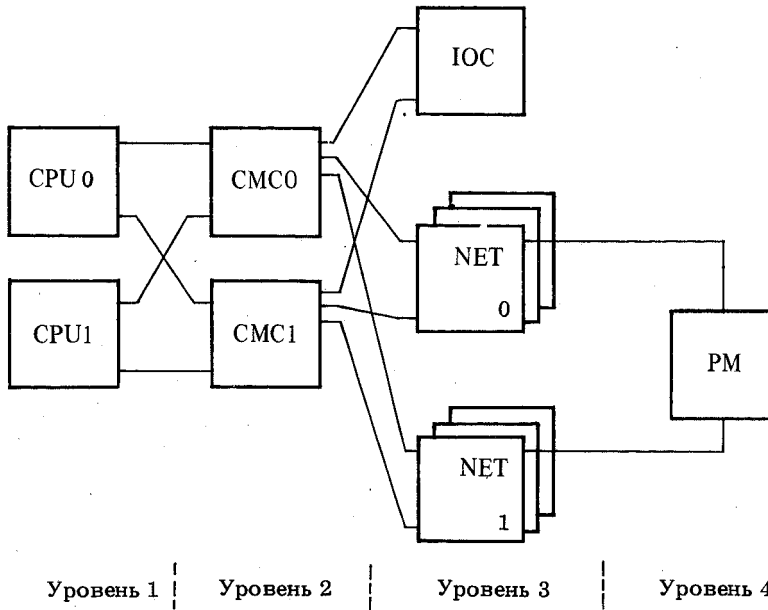 IOC
CPU 0
CMC0
NET
0
CPU1
CMC1
PM
NET
1
Уровень 1
Уровень 2
Уровень 3
Уровень 4